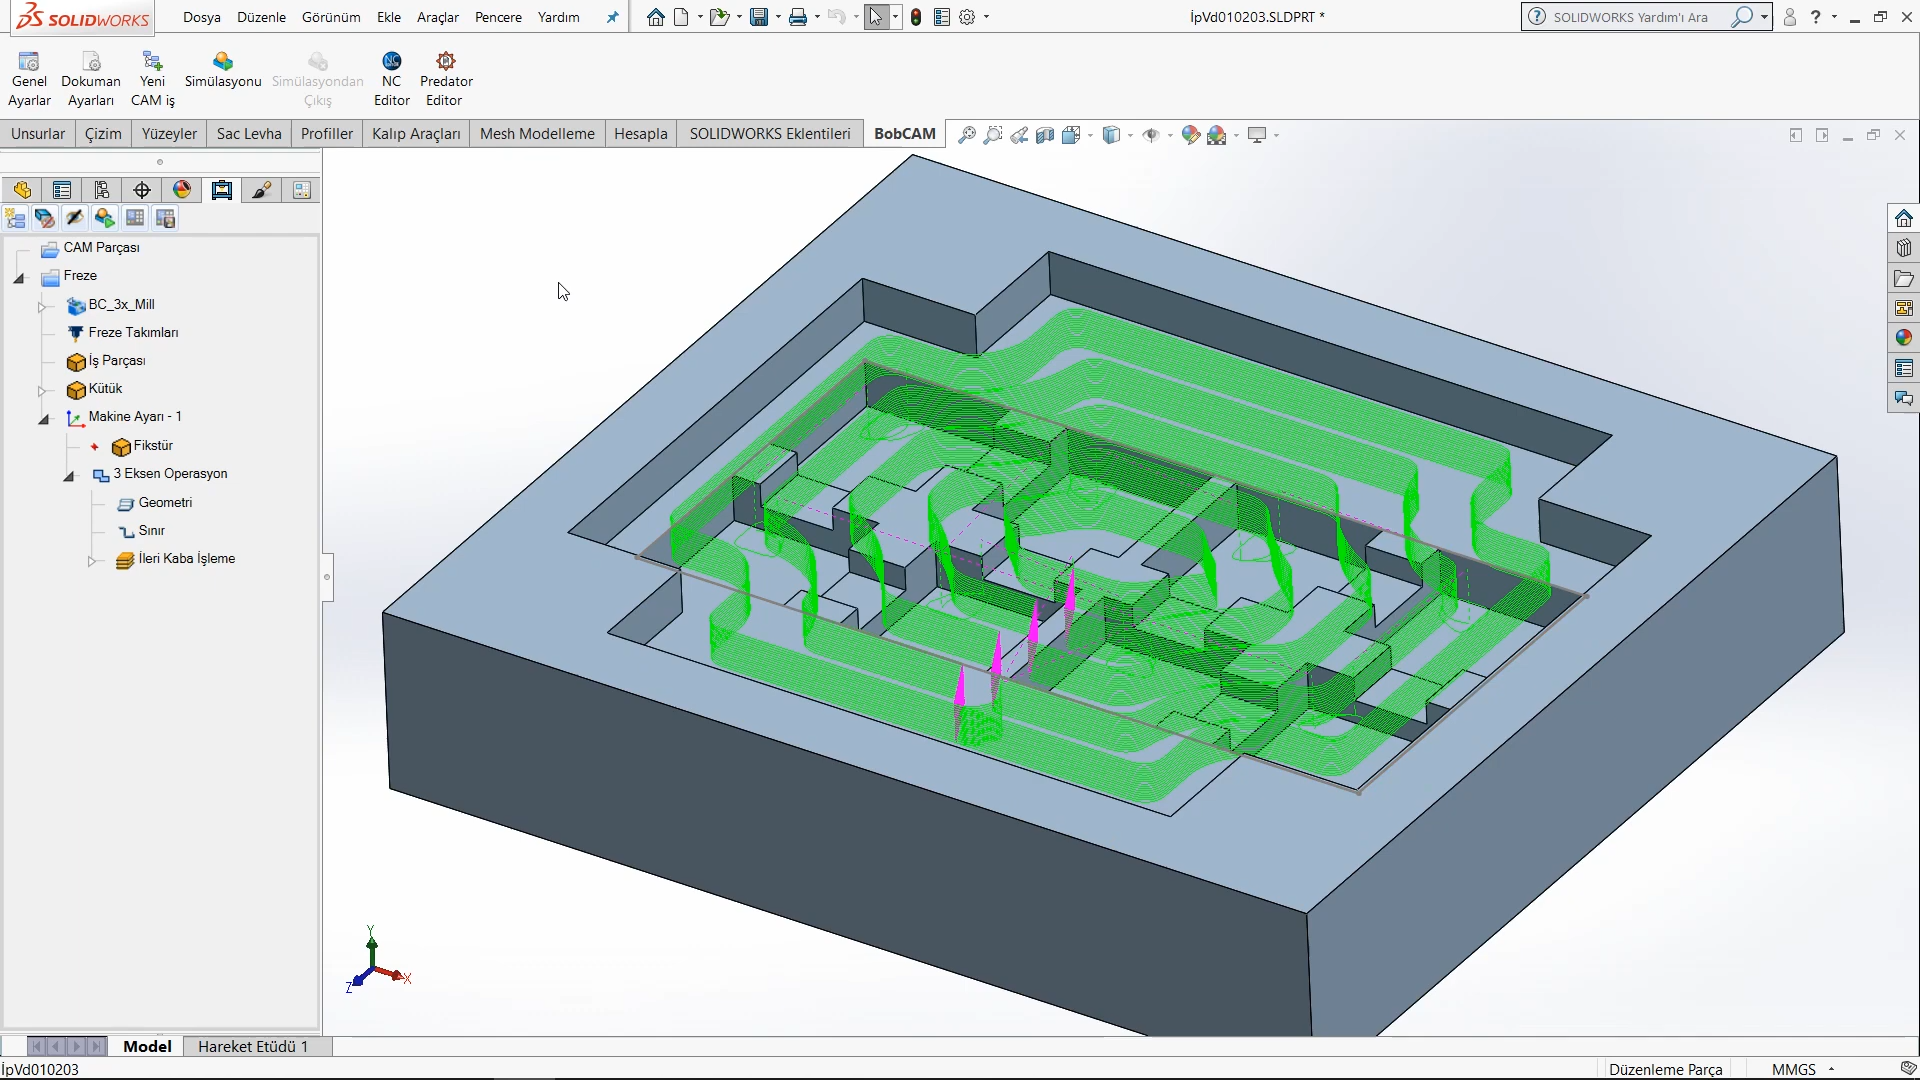 SOLIDWORKS Dosya Düzenle Görünüm Ekle Araçlar Pencere Yardım İpVd010203.SLDPRT * SOLIDWORKS Yardım'ı Ara ?
Genel Ayarlar
Dokuman Ayarları
Yeni CAM iş
Simülasyonu
Simülasyondan Çıkış
NC Editor
Predator Editor
Unsurlar Çizim Yüzeyler Sac Levha Profiller Kalıp Araçları Mesh Modelleme Hesapla SOLIDWORKS Eklentileri BobCAM
CAM Parçası
Freze
BC_3x_Mill
Freze Takımları
İş Parçası
Kütük
Makine Ayarı - 1
Fikstür
3 Eksen Operasyon
Geometri
Sınır
İleri Kaba İşleme
Y
X
Z
Model Hareket Etüdü 1
İpVd010203 Düzenleme Parça MMGS